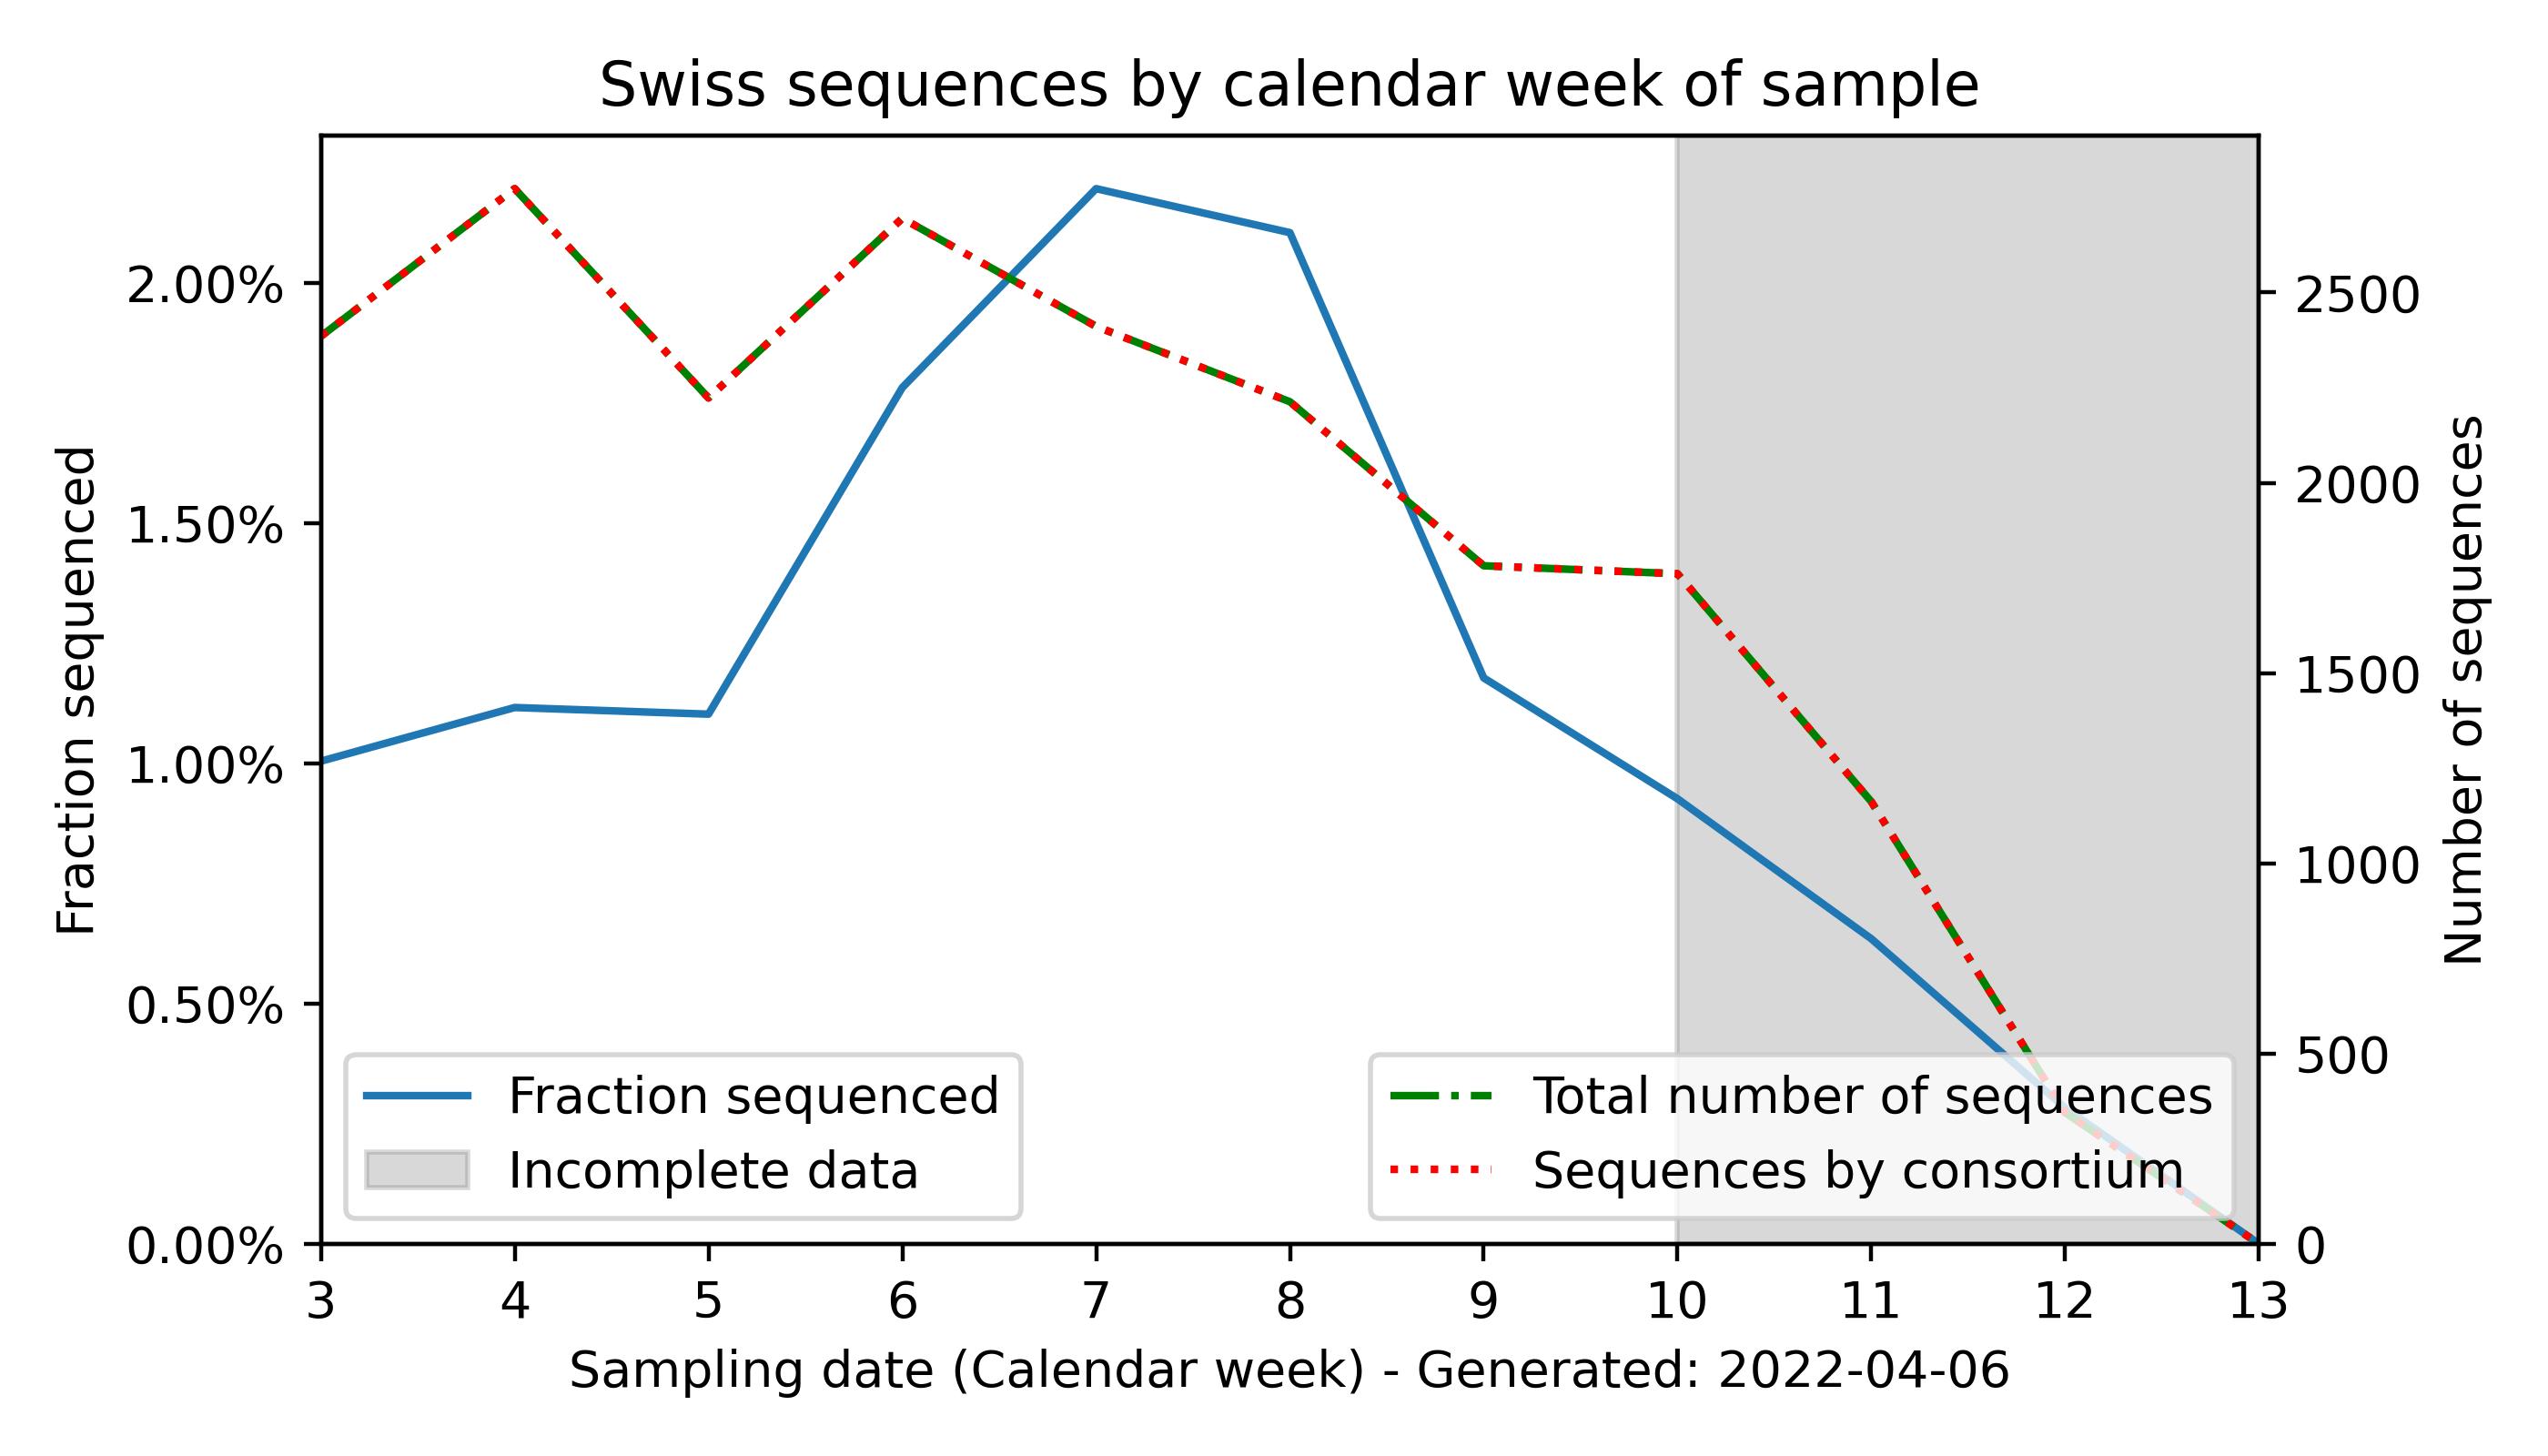 Swiss sequences by calendar week of sample
Fraction sequenced
2.00%
1.50%
1.00%
0.50%
0.00%
2500
2000
1500
1000
500
0
Number of sequences
Fraction sequenced
Incomplete data
Total number of sequences
Sequences by consortium
3 4 5 6 7 8 9 10 11 12 13
Sampling date (Calendar week) - Generated: 2022-04-06